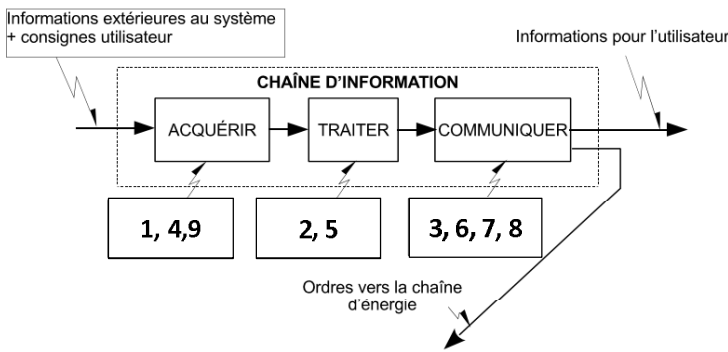 Informations extérieures au système
+ consignes utilisateur
Informations pour l'utilisateur
CHAÎNE D'INFORMATION
ACQUÉRIR
TRAITER
COMMUNIQUER
1, 4,9
2, 5
3, 6, 7, 8
Ordres vers la chaîne
d'énergie